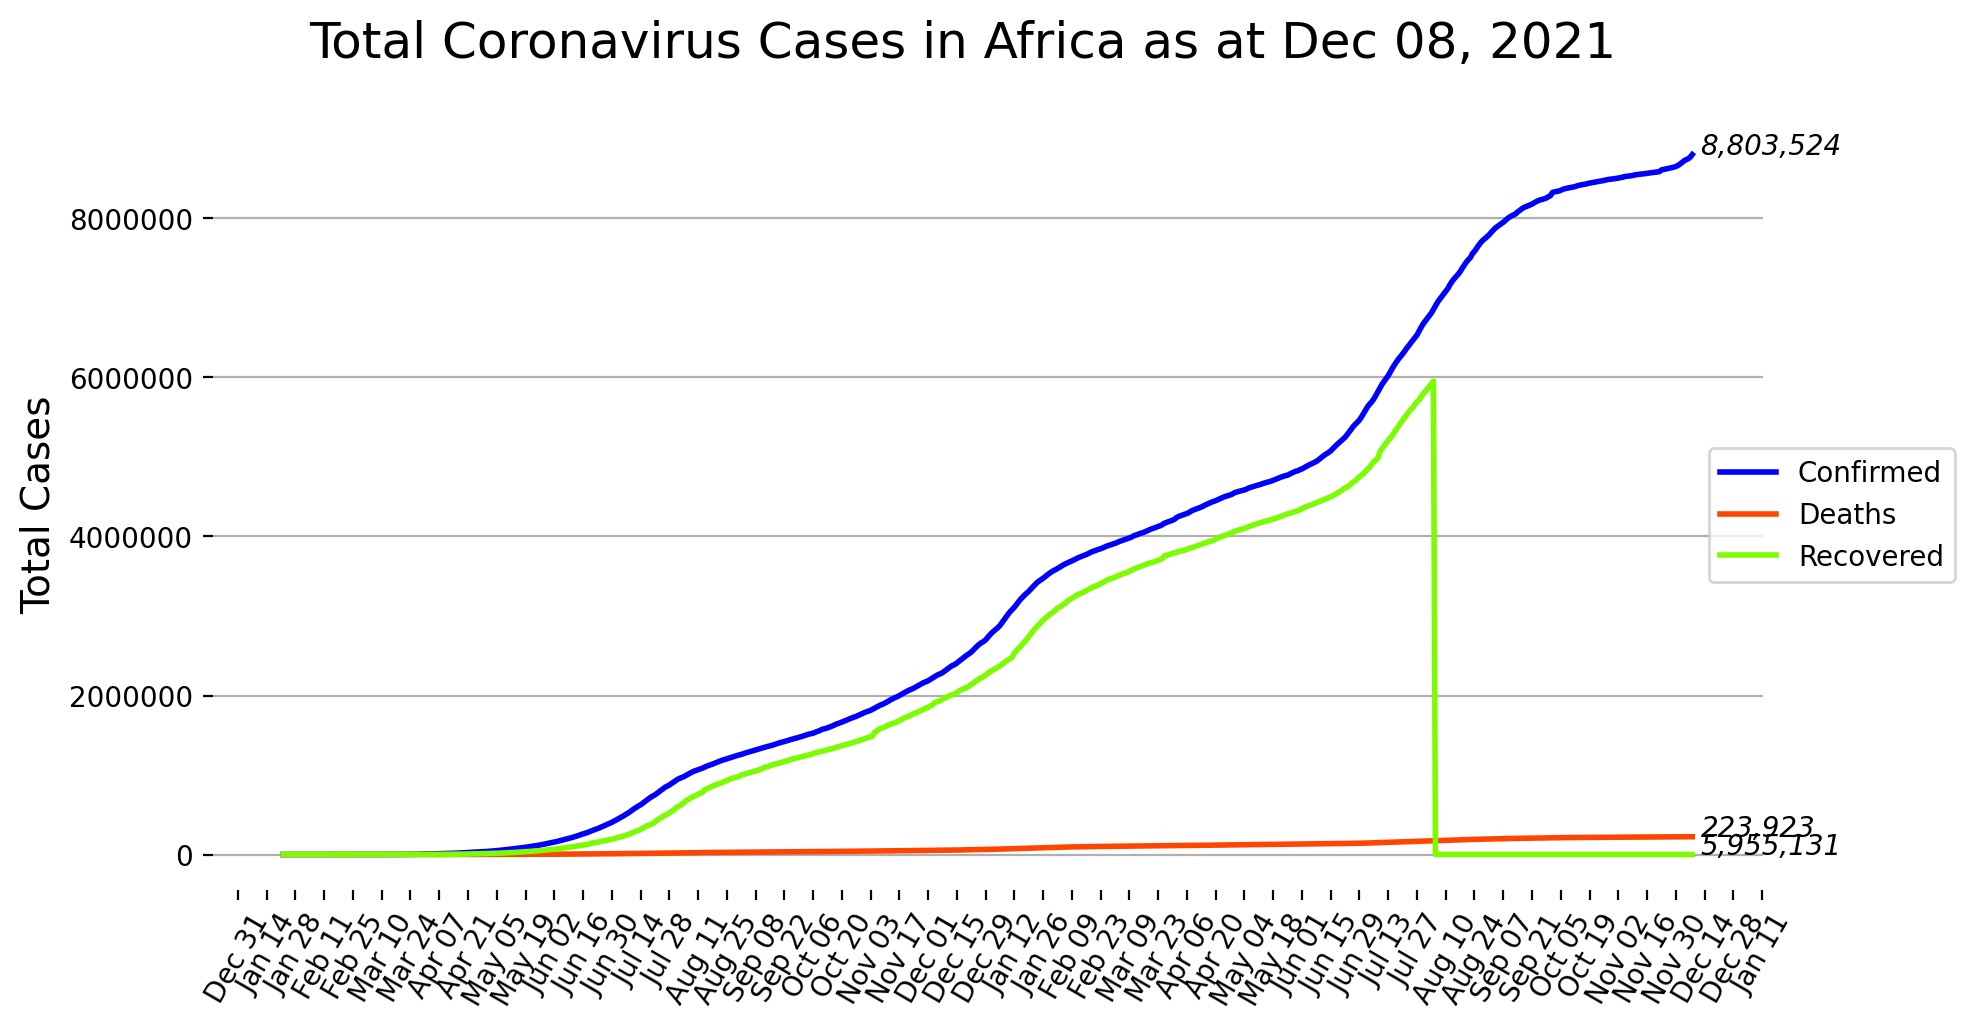 Total Coronavirus Cases in Africa as at Dec 08, 2021
8,803,524
8000000
6000000
Total Cases
Confirmed
Deaths
Recovered
4000000
2000000
223,923
5,955,131
0
Dec 31
Jan 14
Jan 28
Feb 11
Feb 25
Mar 10
Mar 24
Apr 07
Apr 21
May 05
May 19
Jun 02
Jun 16
Jun 30
Jul 14
Jul 28
Aug 11
Aug 25
Sep 08
Sep 22
Oct 06
Oct 20
Nov 03
Nov 17
Dec 01
Dec 15
Dec 29
Jan 12
Jan 26
Feb 09
Feb 23
Mar 09
Mar 23
Apr 06
Apr 20
Apr 04
May 18
May 01
Jun 01
Jun 15
Jun 29
Jul 13
Jul 27
Aug 10
Aug 24
Sep 07
Sep 21
Oct 05
Oct 19
Nov 02
Nov 16
Nov 30
Dec 14
Dec 28
Jan 11